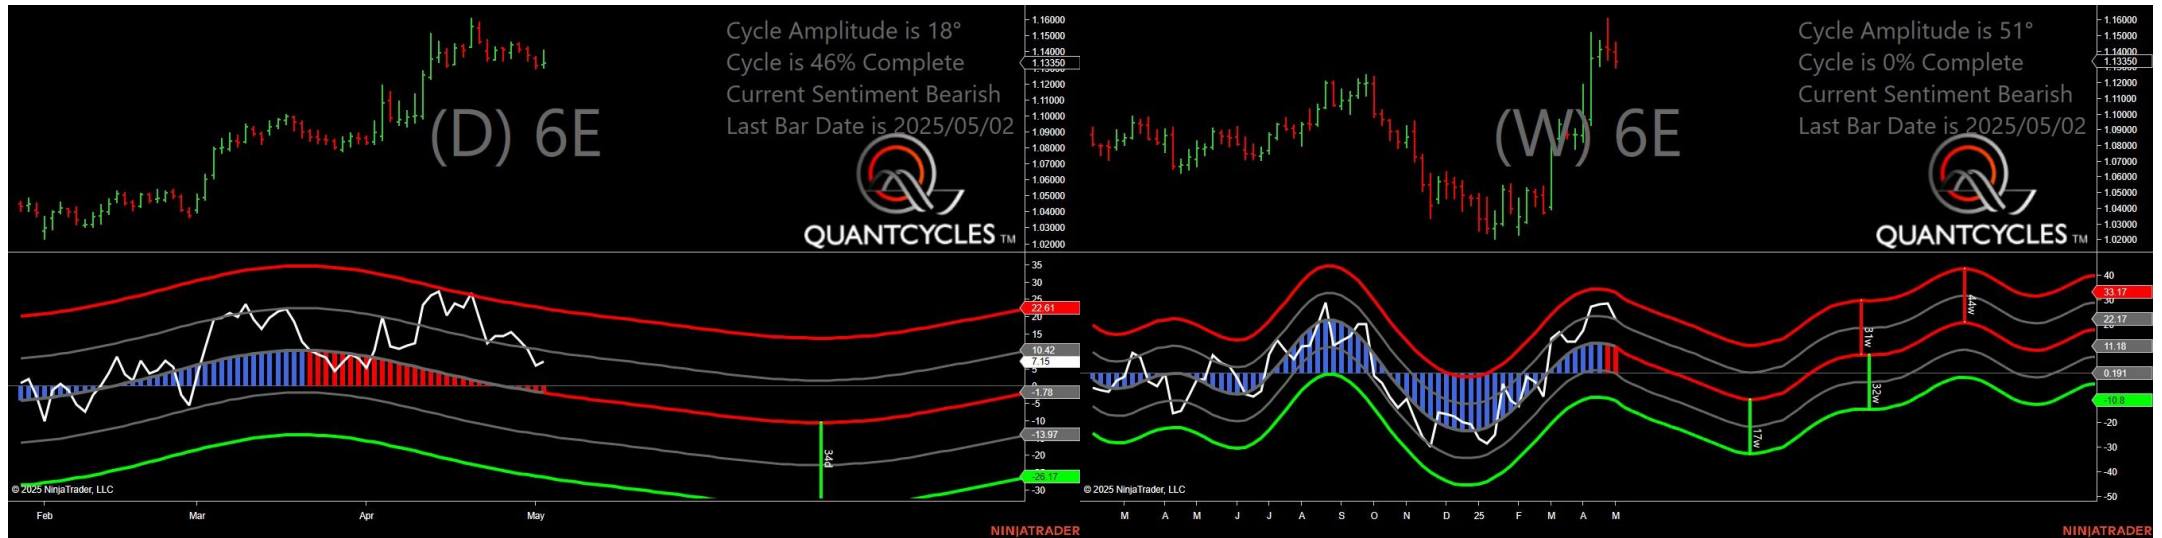 Cycle Amplitude is 18°
Cycle is 46% Complete
Current Sentiment Bearish
Last Bar Date is 2025/05/02
(D) 6E
QUANTCYCLES TM
1.16000
1.15000
1.14000
1.13350
1.12000
1.11000
1.10000
1.09000
1.08000
1.07000
1.06000
1.05000
1.04000
1.03000
1.02000
35
30
25
22.61
20
15
10.42
7.15
5
0
-1.78
-5
-10
-13.97
-20
-26.17
-30
34d
© 2025 NinjaTrader, LLC
Feb Mar Apr May
NINJATRADER
Cycle Amplitude is 51°
Cycle is 0% Complete
Current Sentiment Bearish
Last Bar Date is 2025/05/02
(W) 6E
QUANTCYCLES TM
1.16000
1.15000
1.14000
1.13350
1.12000
1.11000
1.10000
1.09000
1.08000
1.07000
1.06000
1.05000
1.04000
1.03000
1.02000
40
33.17
30
22.17
11.18
0.191
-10.8
-20
-30
-40
-50
17w
31w
32w
44w
© 2025 NinjaTrader, LLC
M A M J J A S O N D 25 F M A M
NINJATRADER